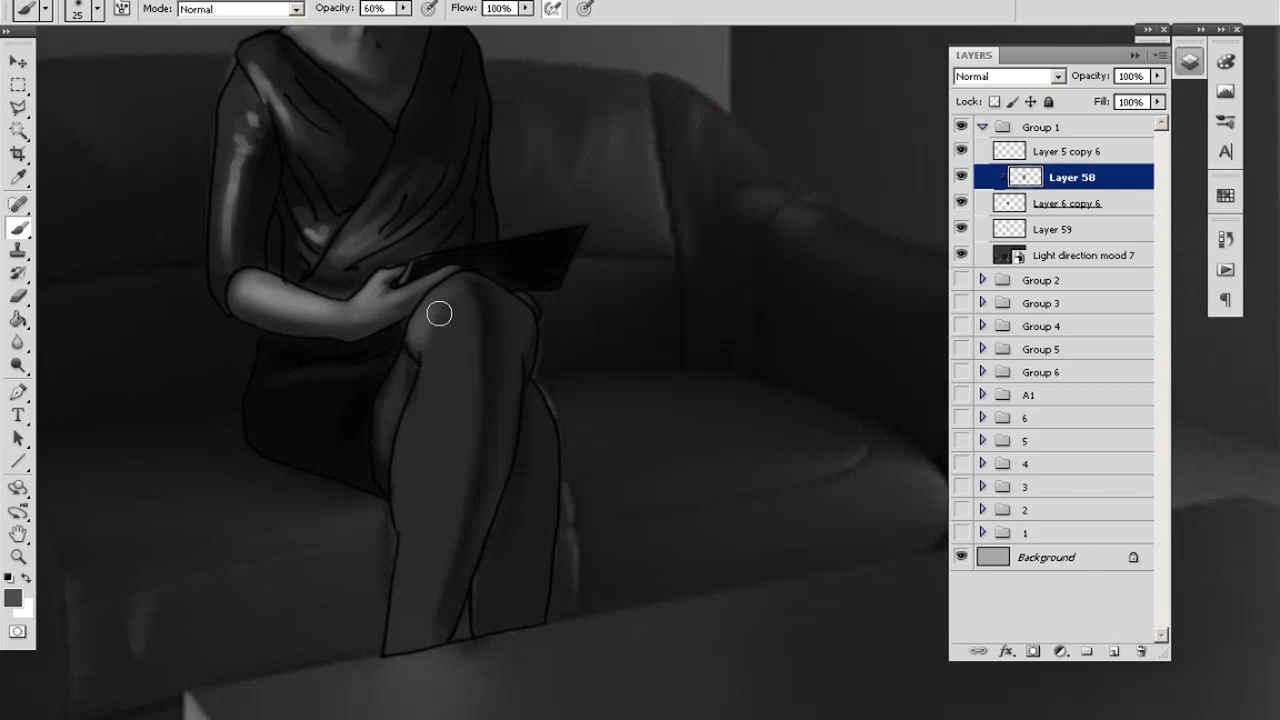 25
Mode: Normal
Opacity: 60%
Flow: 100%
LAYERS
Normal
Opacity: 100%
Lock:
Fill: 100%
Group 1
Layer 5 copy 6
Layer 58
Layer 6 copy 6
Layer 59
Light direction mood 7
Group 2
Group 3
Group 4
Group 5
Group 6
A1
6
5
4
3
2
1
Background